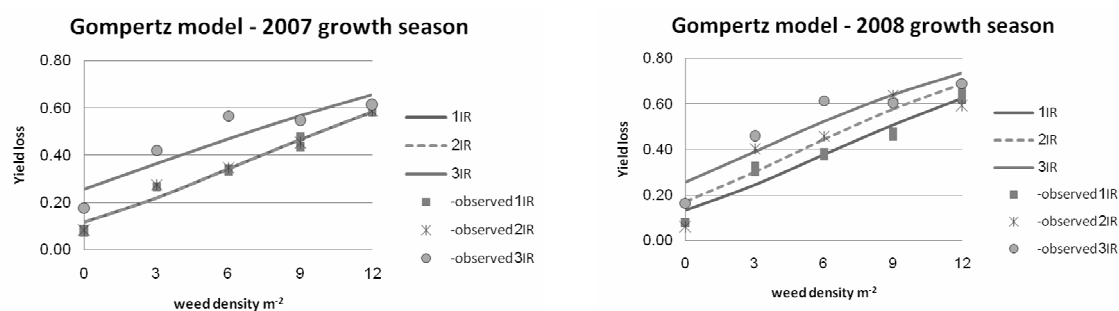 Gompertz model - 2007 growth season
0.80
0.60
0.40
0.20
0.00
Yield loss
0 3 6 9 12
weed density m-2
1IR
2IR
3IR
-observed1IR
-observed2IR
-observed3IR
Gompertz model - 2008 growth season
0.80
0.60
0.40
0.20
0.00
Yield loss
0 3 6 9 12
weed density m-2
1IR
2IR
3IR
-observed1IR
-observed2IR
-observed3IR